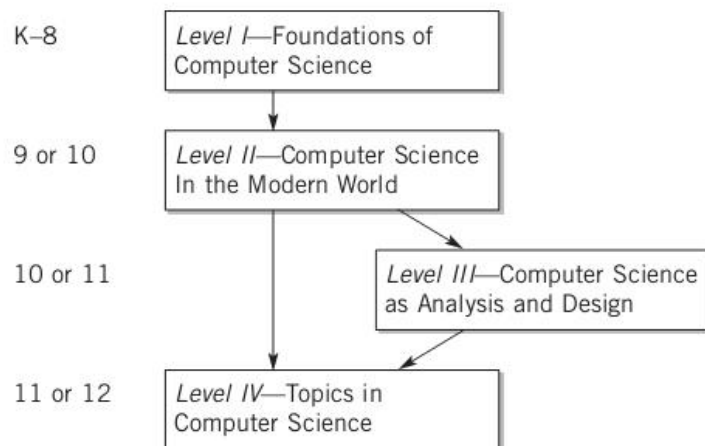 K–8
Level I—Foundations of
Computer Science
9 or 10
Level II—Computer Science
In the Modern World
10 or 11
Level III—Computer Science
as Analysis and Design
11 or 12
Level IV—Topics in
Computer Science